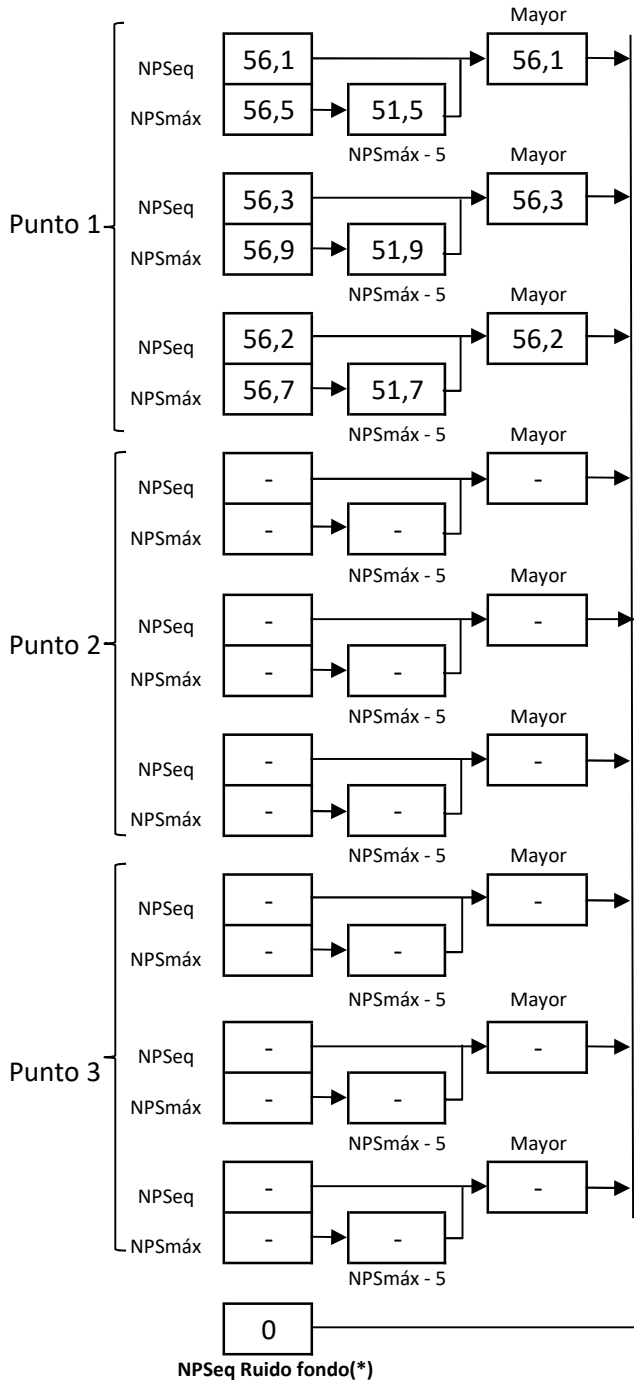 Mayor
NPSeq 56,1 56,1
NPSmáx 56,5 51,5
NPSmáx - 5
Mayor
Punto 1
NPSeq 56,3 56,3
NPSmáx 56,9 51,9
NPSmáx - 5
Mayor
NPSeq 56,2 56,2
NPSmáx 56,7 51,7
NPSmáx - 5
Mayor
NPSeq - -
NPSmáx - -
NPSmáx - 5
Mayor
Punto 2
NPSeq - -
NPSmáx - -
NPSmáx - 5
Mayor
NPSeq - -
NPSmáx - -
NPSmáx - 5
Mayor
NPSeq - -
NPSmáx - -
NPSmáx - 5
Mayor
Punto 3
NPSeq - -
NPSmáx - -
NPSmáx - 5
Mayor
NPSeq - -
NPSmáx - -
NPSmáx - 5
0
NPSeq Ruido fondo(*)